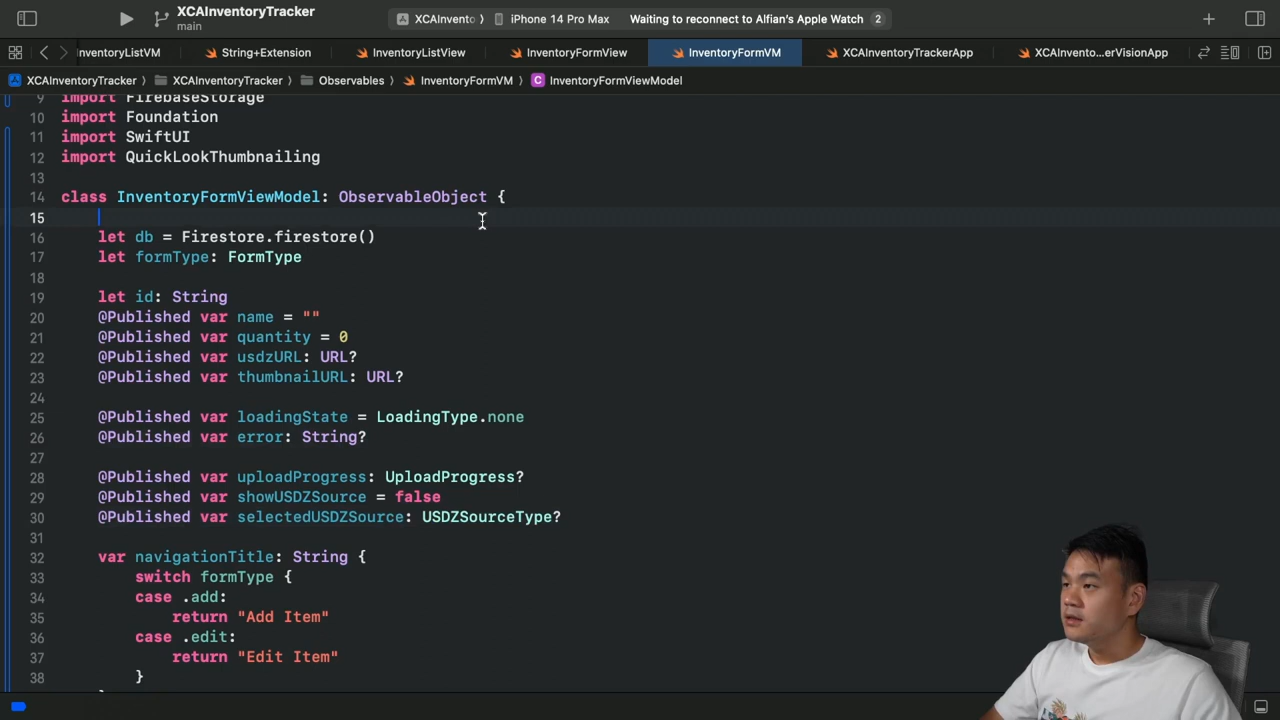 XCAInventoryTracker
main
XCAInvento 〉 iPhone 14 Pro Max Waiting to reconnect to Alfian's Apple Watch 2
nventoryListVM String+Extension InventoryListView InventoryFormView InventoryFormVM XCAInventoryTrackerApp XCAInvento...erVisionApp
XCAInventoryTracker 〉 XCAInventoryTracker 〉 Observables 〉 InventoryFormVM 〉 C InventoryFormViewModel
9 import FirebaseStorage
10 import Foundation
11 import SwiftUI
12 import QuickLookThumbnailing
13
14 class InventoryFormViewModel: ObservableObject {
15
16 let db = Firestore.firestore()
17 let formType: FormType
18
19 let id: String
20 @Published var name = ""
21 @Published var quantity = 0
22 @Published var usdzURL: URL?
23 @Published var thumbnailURL: URL?
24
25 @Published var loadingState = LoadingType.none
26 @Published var error: String?
27
28 @Published var uploadProgress: UploadProgress?
29 @Published var showUSDZSource = false
30 @Published var selectedUSDZSource: USDZSourceType?
31
32 var navigationTitle: String {
33 switch formType {
34 case .add:
35 return "Add Item"
36 case .edit:
37 return "Edit Item"
38 }